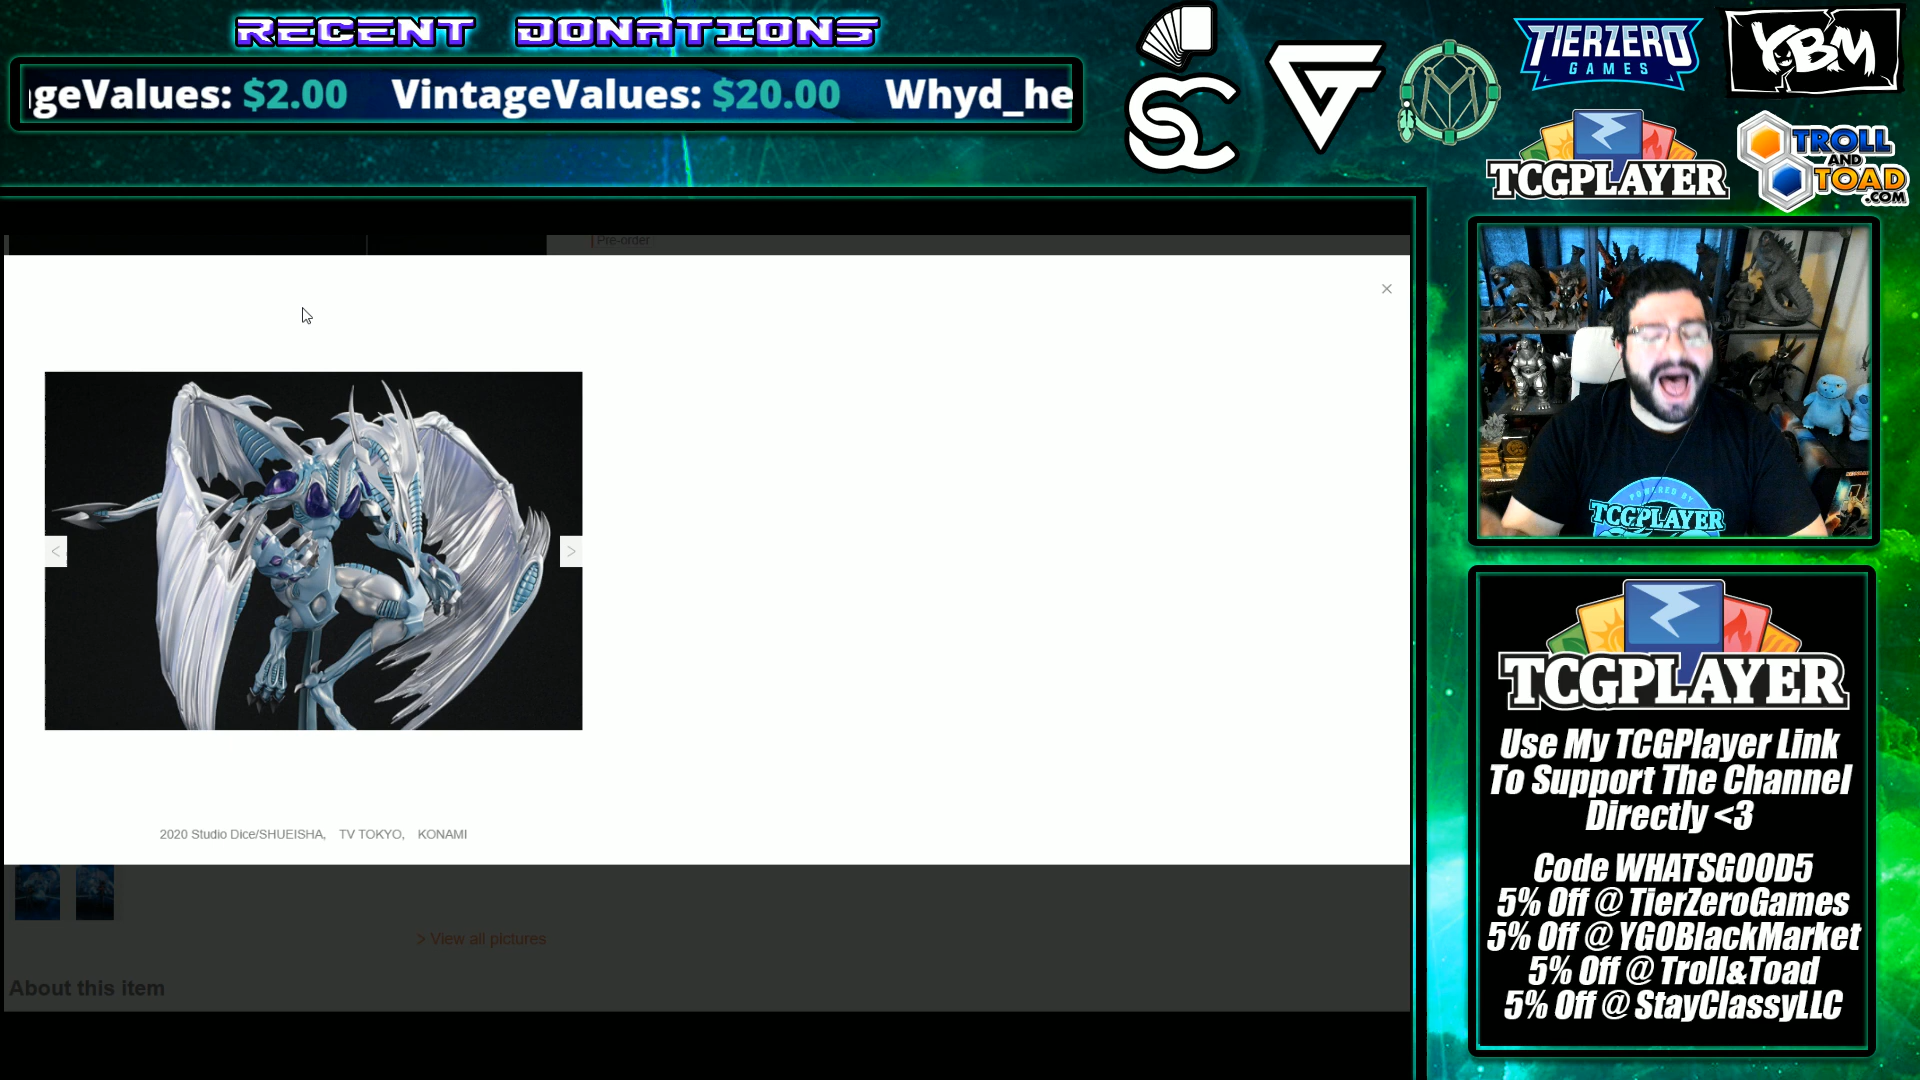 RECENT DONATIONS
geValues: $2.00 VintageValues: $20.00 Whyd_he
SC
TIERZERO
GAMES
YBM
TCGPLAYER
TROLL
AND
TOAD
.COM
Pre-order
×
POWERED BY
TCGPLAYER
< >
2020 Studio Dice/SHUEISHA, TV TOKYO, KONAMI
> View all pictures
About this item
TCGPLAYER
Use My TCGPlayer Link
To Support The Channel
Directly <3
Code WHATSGOOD5
5% Off @ TierZeroGames
5% Off @ YGOBlackMarket
5% Off @ Troll&Toad
5% Off @ StayClassyLLC